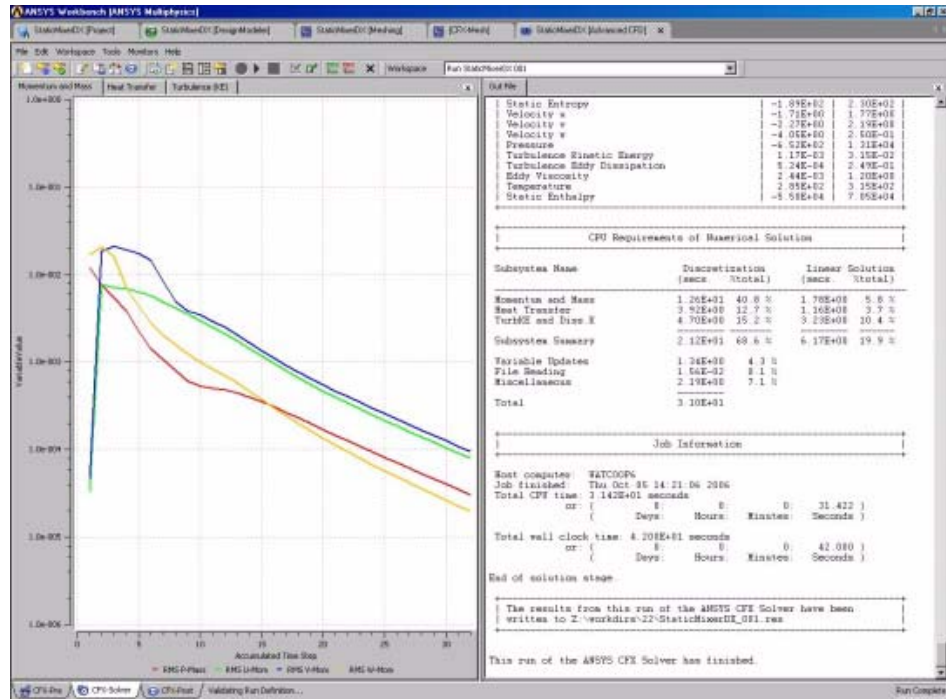 ANSYS Workbench [ANSYS Multiphysics]
StaticMixerDX [Project] StaticMixerDX [DesignModeler] StaticMixerDX [Meshing] [CFX-Mesh] StaticMixerDX [Advanced CFD]
File Edit Workspace Tools Monitors Help
Workspace Run StaticMixerDX 001
Momentum and Mass Heat Transfer Turbulence (KE)
1.0e+000
1.0e-001
1.0e-002
1.0e-003
1.0e-004
1.0e-005
1.0e-006
Variable Value
0 5 10 15 20 25 30
Accumulated Time Step
RMS P-Mass RMS U-Mom RMS V-Mom RMS W-Mom
Out File
| Static Entropy | -1.89E+02 | 2.30E+02 |
| Velocity u | -1.71E+00 | 1.77E+00 |
| Velocity v | -2.27E+00 | 2.19E+00 |
| Velocity w | -4.05E+00 | 2.50E-01 |
| Pressure | -6.52E+02 | 1.31E+04 |
| Turbulence Kinetic Energy | 1.17E-03 | 3.15E-02 |
| Turbulence Eddy Dissipation | 5.24E-04 | 2.49E-01 |
| Eddy Viscosity | 2.44E-03 | 1.20E+00 |
| Temperature | 2.85E+02 | 3.15E+02 |
| Static Enthalpy | -5.58E+04 | 7.05E+04 |
| CPU Requirements of Numerical Solution |
Subsystem Name Discretization Linear Solution
(secs. %total) (secs. %total)
Momentum and Mass 1.26E+01 40.8 % 1.78E+00 5.8 %
Heat Transfer 3.92E+00 12.7 % 1.16E+00 3.7 %
TurbKE and Diss.K 4.70E+00 15.2 % 3.23E+00 10.4 %
Subsystem Summary 2.12E+01 68.6 % 6.17E+00 19.9 %
Variable Updates 1.34E+00 4.3 %
File Reading 1.56E-02 0.1 %
Miscellaneous 2.19E+00 7.1 %
Total 3.10E+01
| Job Information |
Host computer: WATCOOP6
Job finished: Thu Oct 05 14:21:06 2006
Total CPU time: 3.142E+01 seconds
or: ( 0: 0: 0: 31.422 )
( Days: Hours: Minutes: Seconds )
Total wall clock time: 4.200E+01 seconds
or: ( 0: 0: 0: 42.000 )
( Days: Hours: Minutes: Seconds )
End of solution stage.
| The results from this run of the ANSYS CFX Solver have been |
| written to Z:\workdirs\22\StaticMixerDX_001.res |
This run of the ANSYS CFX Solver has finished.
CFX-Pre CFX-Solver CFX-Post Validating Run Definition... Run Complete